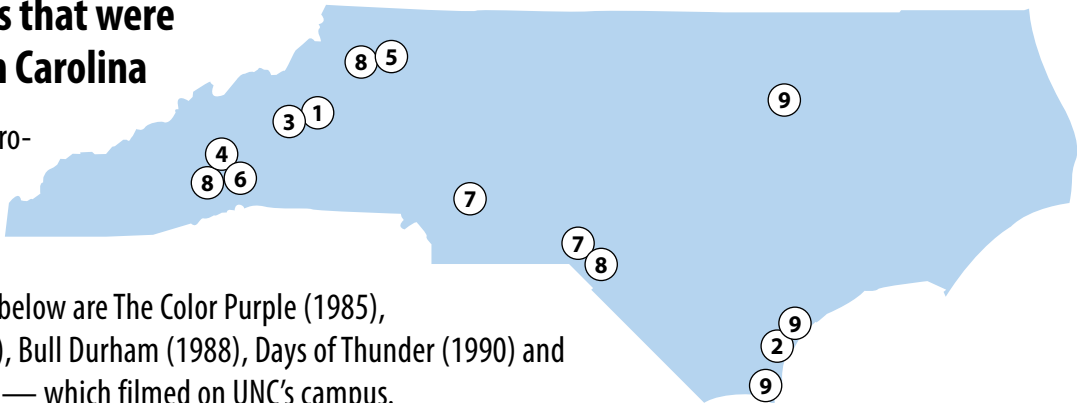 s that were
n Carolina
ro-
8 5
9
3 1
4
8 6
7
7
8
below are The Color Purple (1985),
), Bull Durham (1988), Days of Thunder (1990) and
— which filmed on UNC's campus.
9
2
9